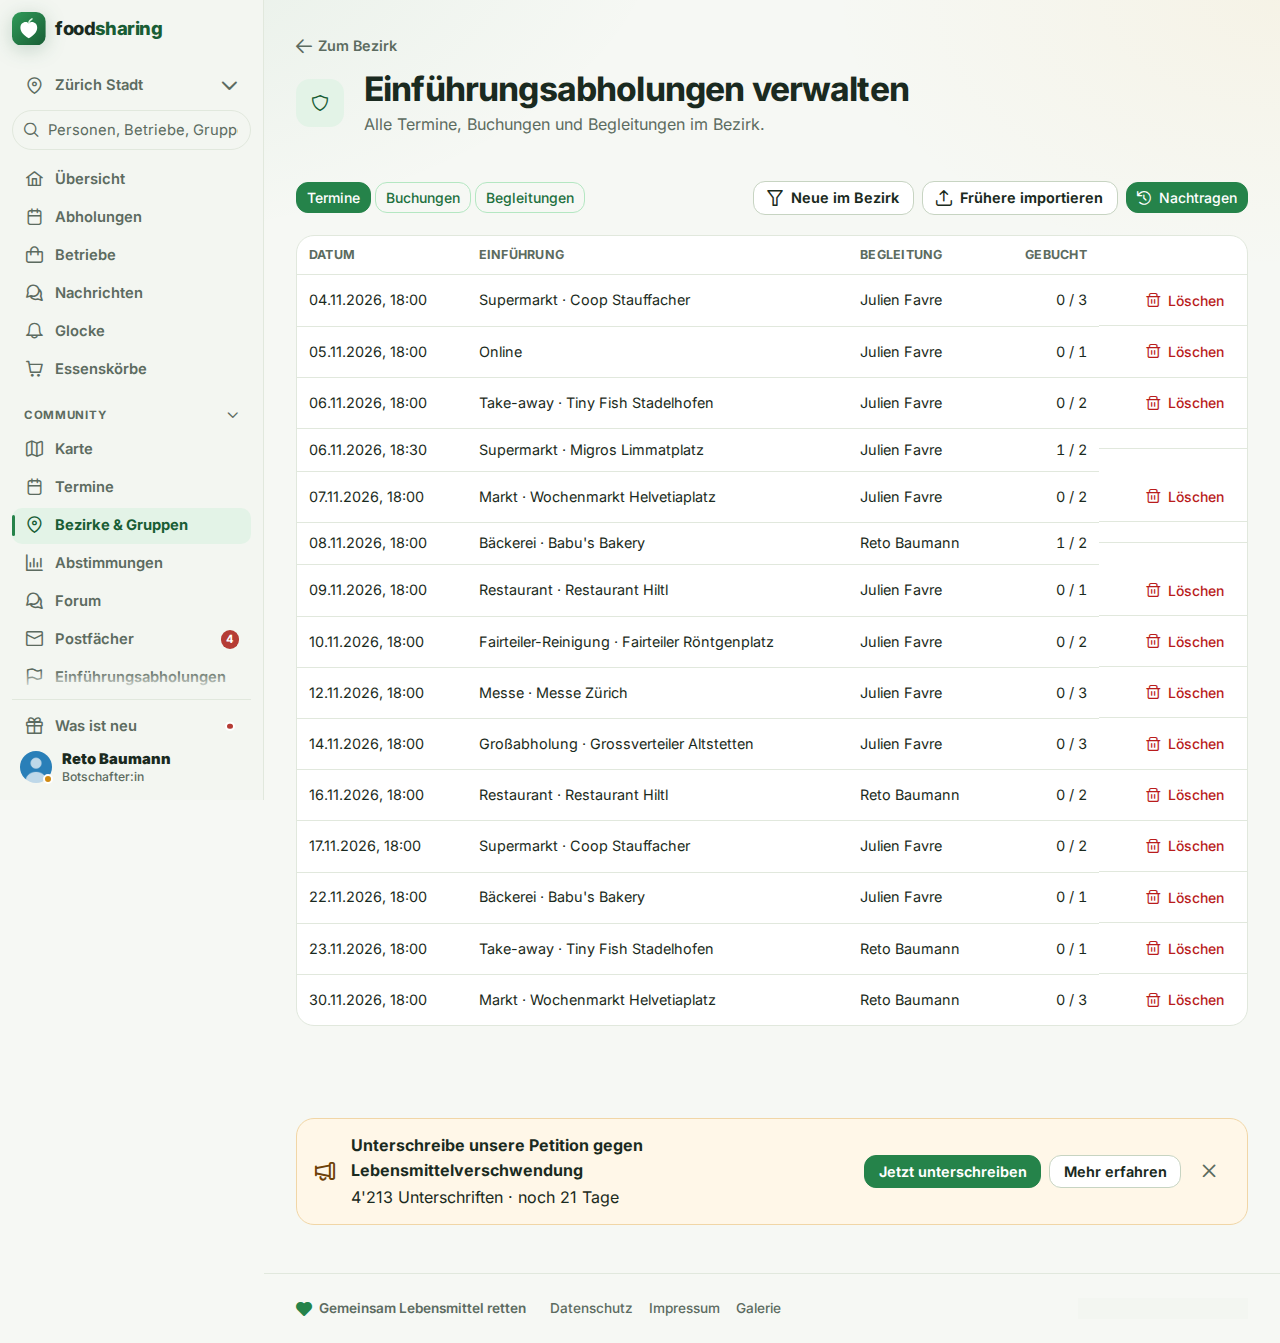 foodsharing
Zürich Stadt
Personen, Betriebe, Grupp
Übersicht
Abholungen
Betriebe
Nachrichten
Glocke
Essenskörbe
COMMUNITY
Karte
Termine
Bezirke & Gruppen
Abstimmungen
Forum
Postfächer 4
Einführungsabholungen
Was ist neu
Reto Baumann
Botschafter:in
Zum Bezirk
Einführungsabholungen verwalten
Alle Termine, Buchungen und Begleitungen im Bezirk.
Termine Buchungen Begleitungen Neue im Bezirk Frühere importieren Nachtragen
DATUM EINFÜHRUNG BEGLEITUNG GEBUCHT
04.11.2026, 18:00 Supermarkt · Coop Stauffacher Julien Favre 0 / 3 Löschen
05.11.2026, 18:00 Online Julien Favre 0 / 1 Löschen
06.11.2026, 18:00 Take-away · Tiny Fish Stadelhofen Julien Favre 0 / 2 Löschen
06.11.2026, 18:30 Supermarkt · Migros Limmatplatz Julien Favre 1 / 2
07.11.2026, 18:00 Markt · Wochenmarkt Helvetiaplatz Julien Favre 0 / 2 Löschen
08.11.2026, 18:00 Bäckerei · Babu's Bakery Reto Baumann 1 / 2
09.11.2026, 18:00 Restaurant · Restaurant Hiltl Julien Favre 0 / 1 Löschen
10.11.2026, 18:00 Fairteiler-Reinigung · Fairteiler Röntgenplatz Julien Favre 0 / 2 Löschen
12.11.2026, 18:00 Messe · Messe Zürich Julien Favre 0 / 3 Löschen
14.11.2026, 18:00 Großabholung · Grossverteiler Altstetten Julien Favre 0 / 3 Löschen
16.11.2026, 18:00 Restaurant · Restaurant Hiltl Reto Baumann 0 / 2 Löschen
17.11.2026, 18:00 Supermarkt · Coop Stauffacher Julien Favre 0 / 2 Löschen
22.11.2026, 18:00 Bäckerei · Babu's Bakery Julien Favre 0 / 1 Löschen
23.11.2026, 18:00 Take-away · Tiny Fish Stadelhofen Reto Baumann 0 / 1 Löschen
30.11.2026, 18:00 Markt · Wochenmarkt Helvetiaplatz Reto Baumann 0 / 3 Löschen
Unterschreibe unsere Petition gegen
Lebensmittelverschwendung
4'213 Unterschriften · noch 21 Tage
Jetzt unterschreiben Mehr erfahren
Gemeinsam Lebensmittel retten Datenschutz Impressum Galerie